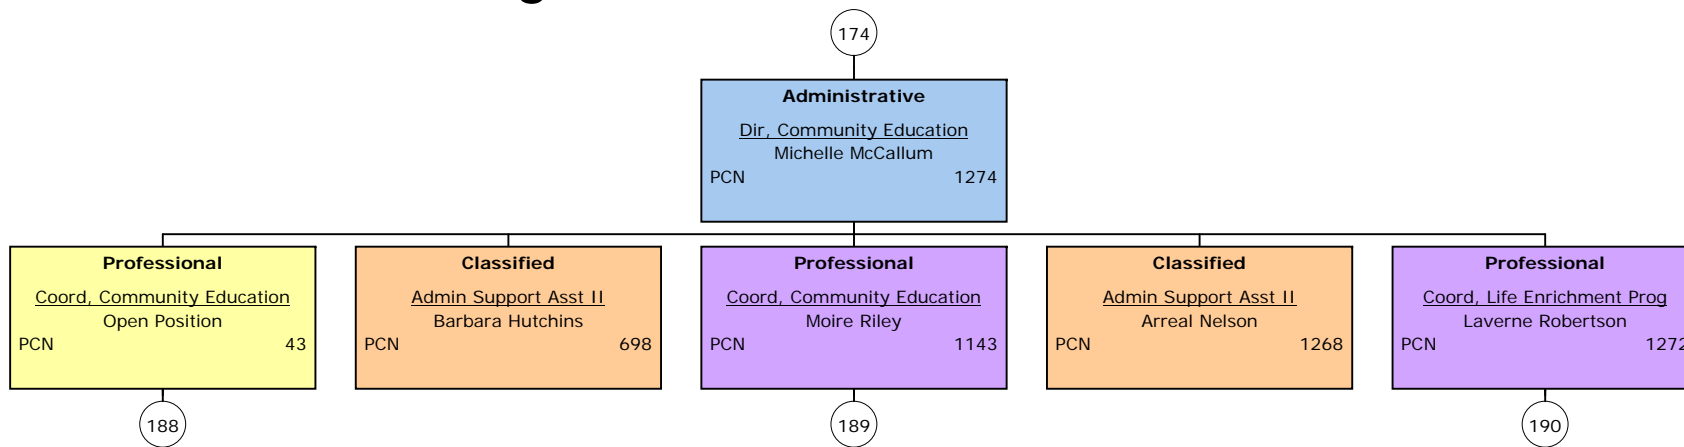 174
Administrative
Dir, Community Education
Michelle McCallum
PCN 1274
Professional
Coord, Community Education
Open Position
PCN 43
188
Classified
Admin Support Asst II
Barbara Hutchins
PCN 698
Professional
Coord, Community Education
Moire Riley
PCN 1143
189
Classified
Admin Support Asst II
Arreal Nelson
PCN 1268
Professional
Coord, Life Enrichment Prog
Laverne Robertson
PCN 1272
190